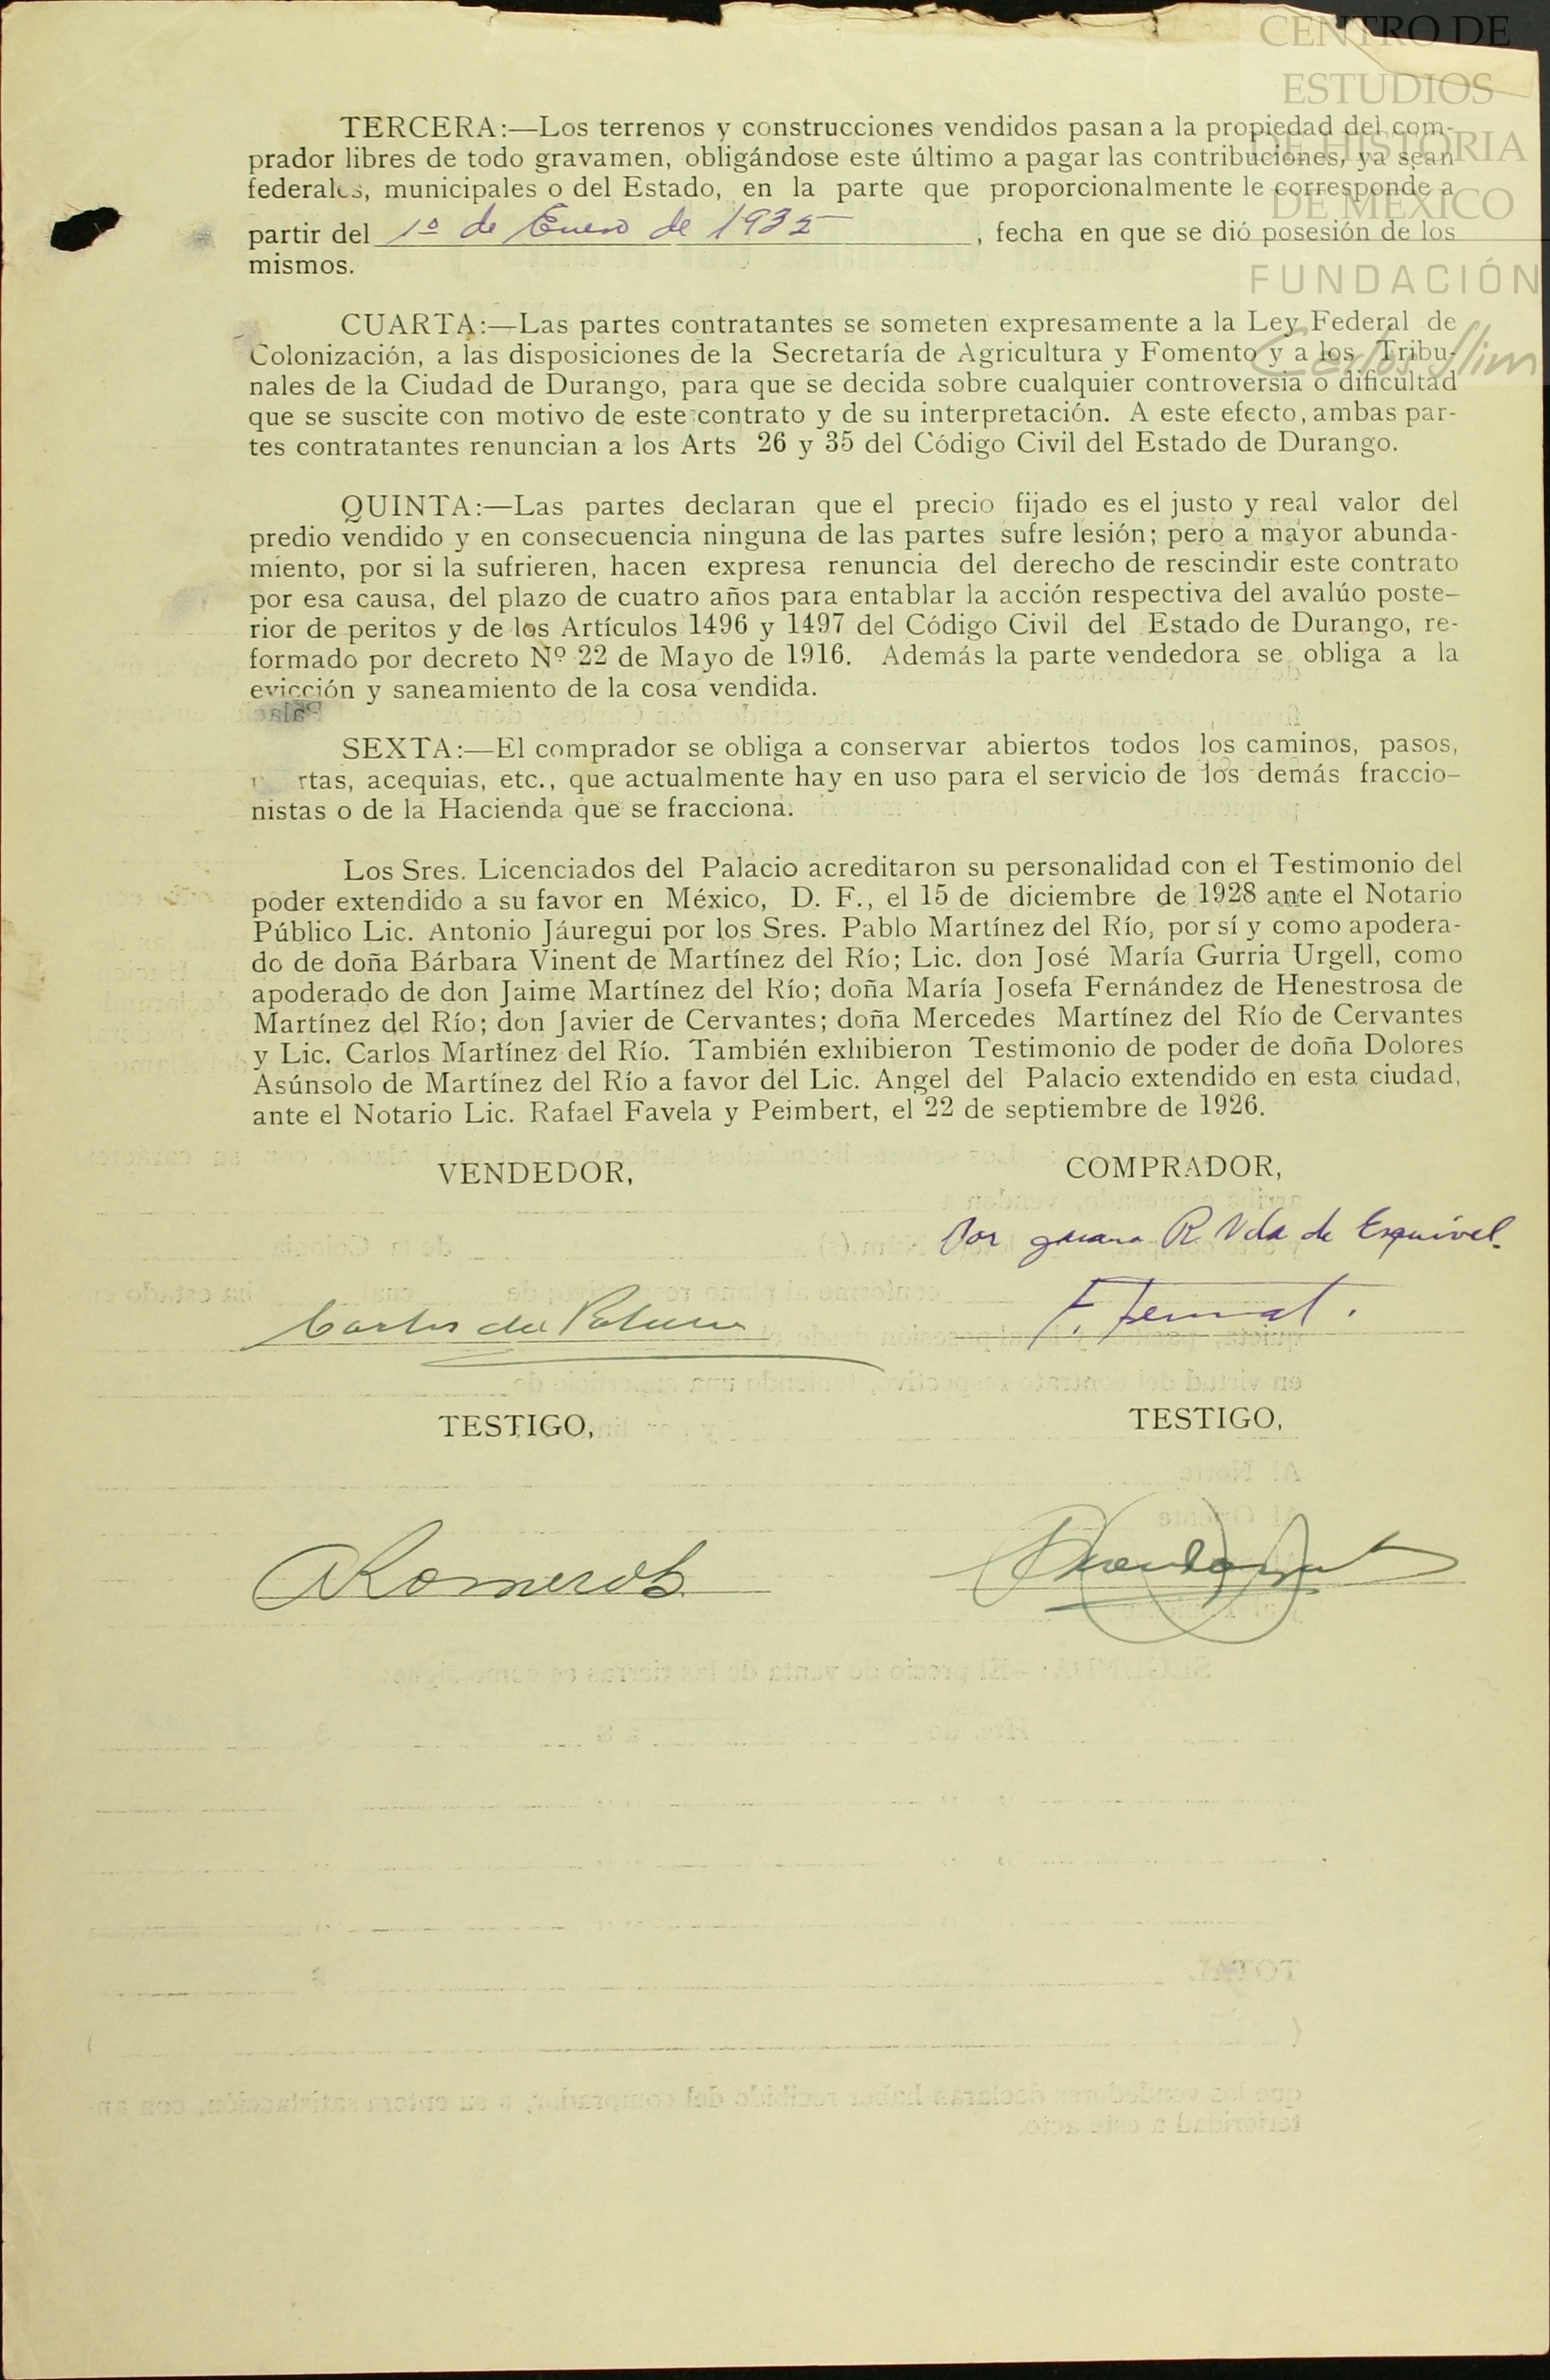 CENTRO DE
ESTUDIOS
DE HISTORIA
DE MÉXICO
FUNDACIÓN
Carlos Slim
TERCERA:—Los terrenos y construcciones vendidos pasan a la propiedad del com-
prador libres de todo gravamen, obligándose este último a pagar las contribuciones, ya sean
federales, municipales o del Estado, en la parte que proporcionalmente le corresponde a
partir del 1º de Enero de 1935, fecha en que se dió posesión de los
mismos.
CUARTA:—Las partes contratantes se someten expresamente a la Ley Federal de
Colonización, a las disposiciones de la Secretaría de Agricultura y Fomento y a los Tribu-
nales de la Ciudad de Durango, para que se decida sobre cualquier controversia o dificultad
que se suscite con motivo de este contrato y de su interpretación. A este efecto, ambas par-
tes contratantes renuncian a los Arts 26 y 35 del Código Civil del Estado de Durango.
QUINTA:—Las partes declaran que el precio fijado es el justo y real valor del
predio vendido y en consecuencia ninguna de las partes sufre lesión; pero a mayor abunda-
miento, por si la sufrieren, hacen expresa renuncia del derecho de rescindir este contrato
por esa causa, del plazo de cuatro años para entablar la acción respectiva del avalúo poste-
rior de peritos y de los Artículos 1496 y 1497 del Código Civil del Estado de Durango, re-
formado por decreto Nº 22 de Mayo de 1916. Además la parte vendedora se obliga a la
evicción y saneamiento de la cosa vendida.
SEXTA:—El comprador se obliga a conservar abiertos todos los caminos, pasos,
rtas, acequias, etc., que actualmente hay en uso para el servicio de los demás fraccio-
nistas o de la Hacienda que se fracciona.
Los Sres. Licenciados del Palacio acreditaron su personalidad con el Testimonio del
poder extendido a su favor en México, D. F., el 15 de diciembre de 1928 ante el Notario
Público Lic. Antonio Jáuregui por los Sres. Pablo Martínez del Río, por sí y como apodera-
do de doña Bárbara Vinent de Martínez del Río; Lic. don José María Gurria Urgell, como
apoderado de don Jaime Martínez del Río; doña María Josefa Fernández de Henestrosa de
Martínez del Río; don Javier de Cervantes; doña Mercedes Martínez del Río de Cervantes
y Lic. Carlos Martínez del Río. También exhibieron Testimonio de poder de doña Dolores
Asúnsolo de Martínez del Río a favor del Lic. Angel del Palacio extendido en esta ciudad,
ante el Notario Lic. Rafael Favela y Peimbert, el 22 de septiembre de 1926.
VENDEDOR,
COMPRADOR,
Por Juana R Vda de Esquivel.
Carlos del Palacio
TESTIGO,
TESTIGO,